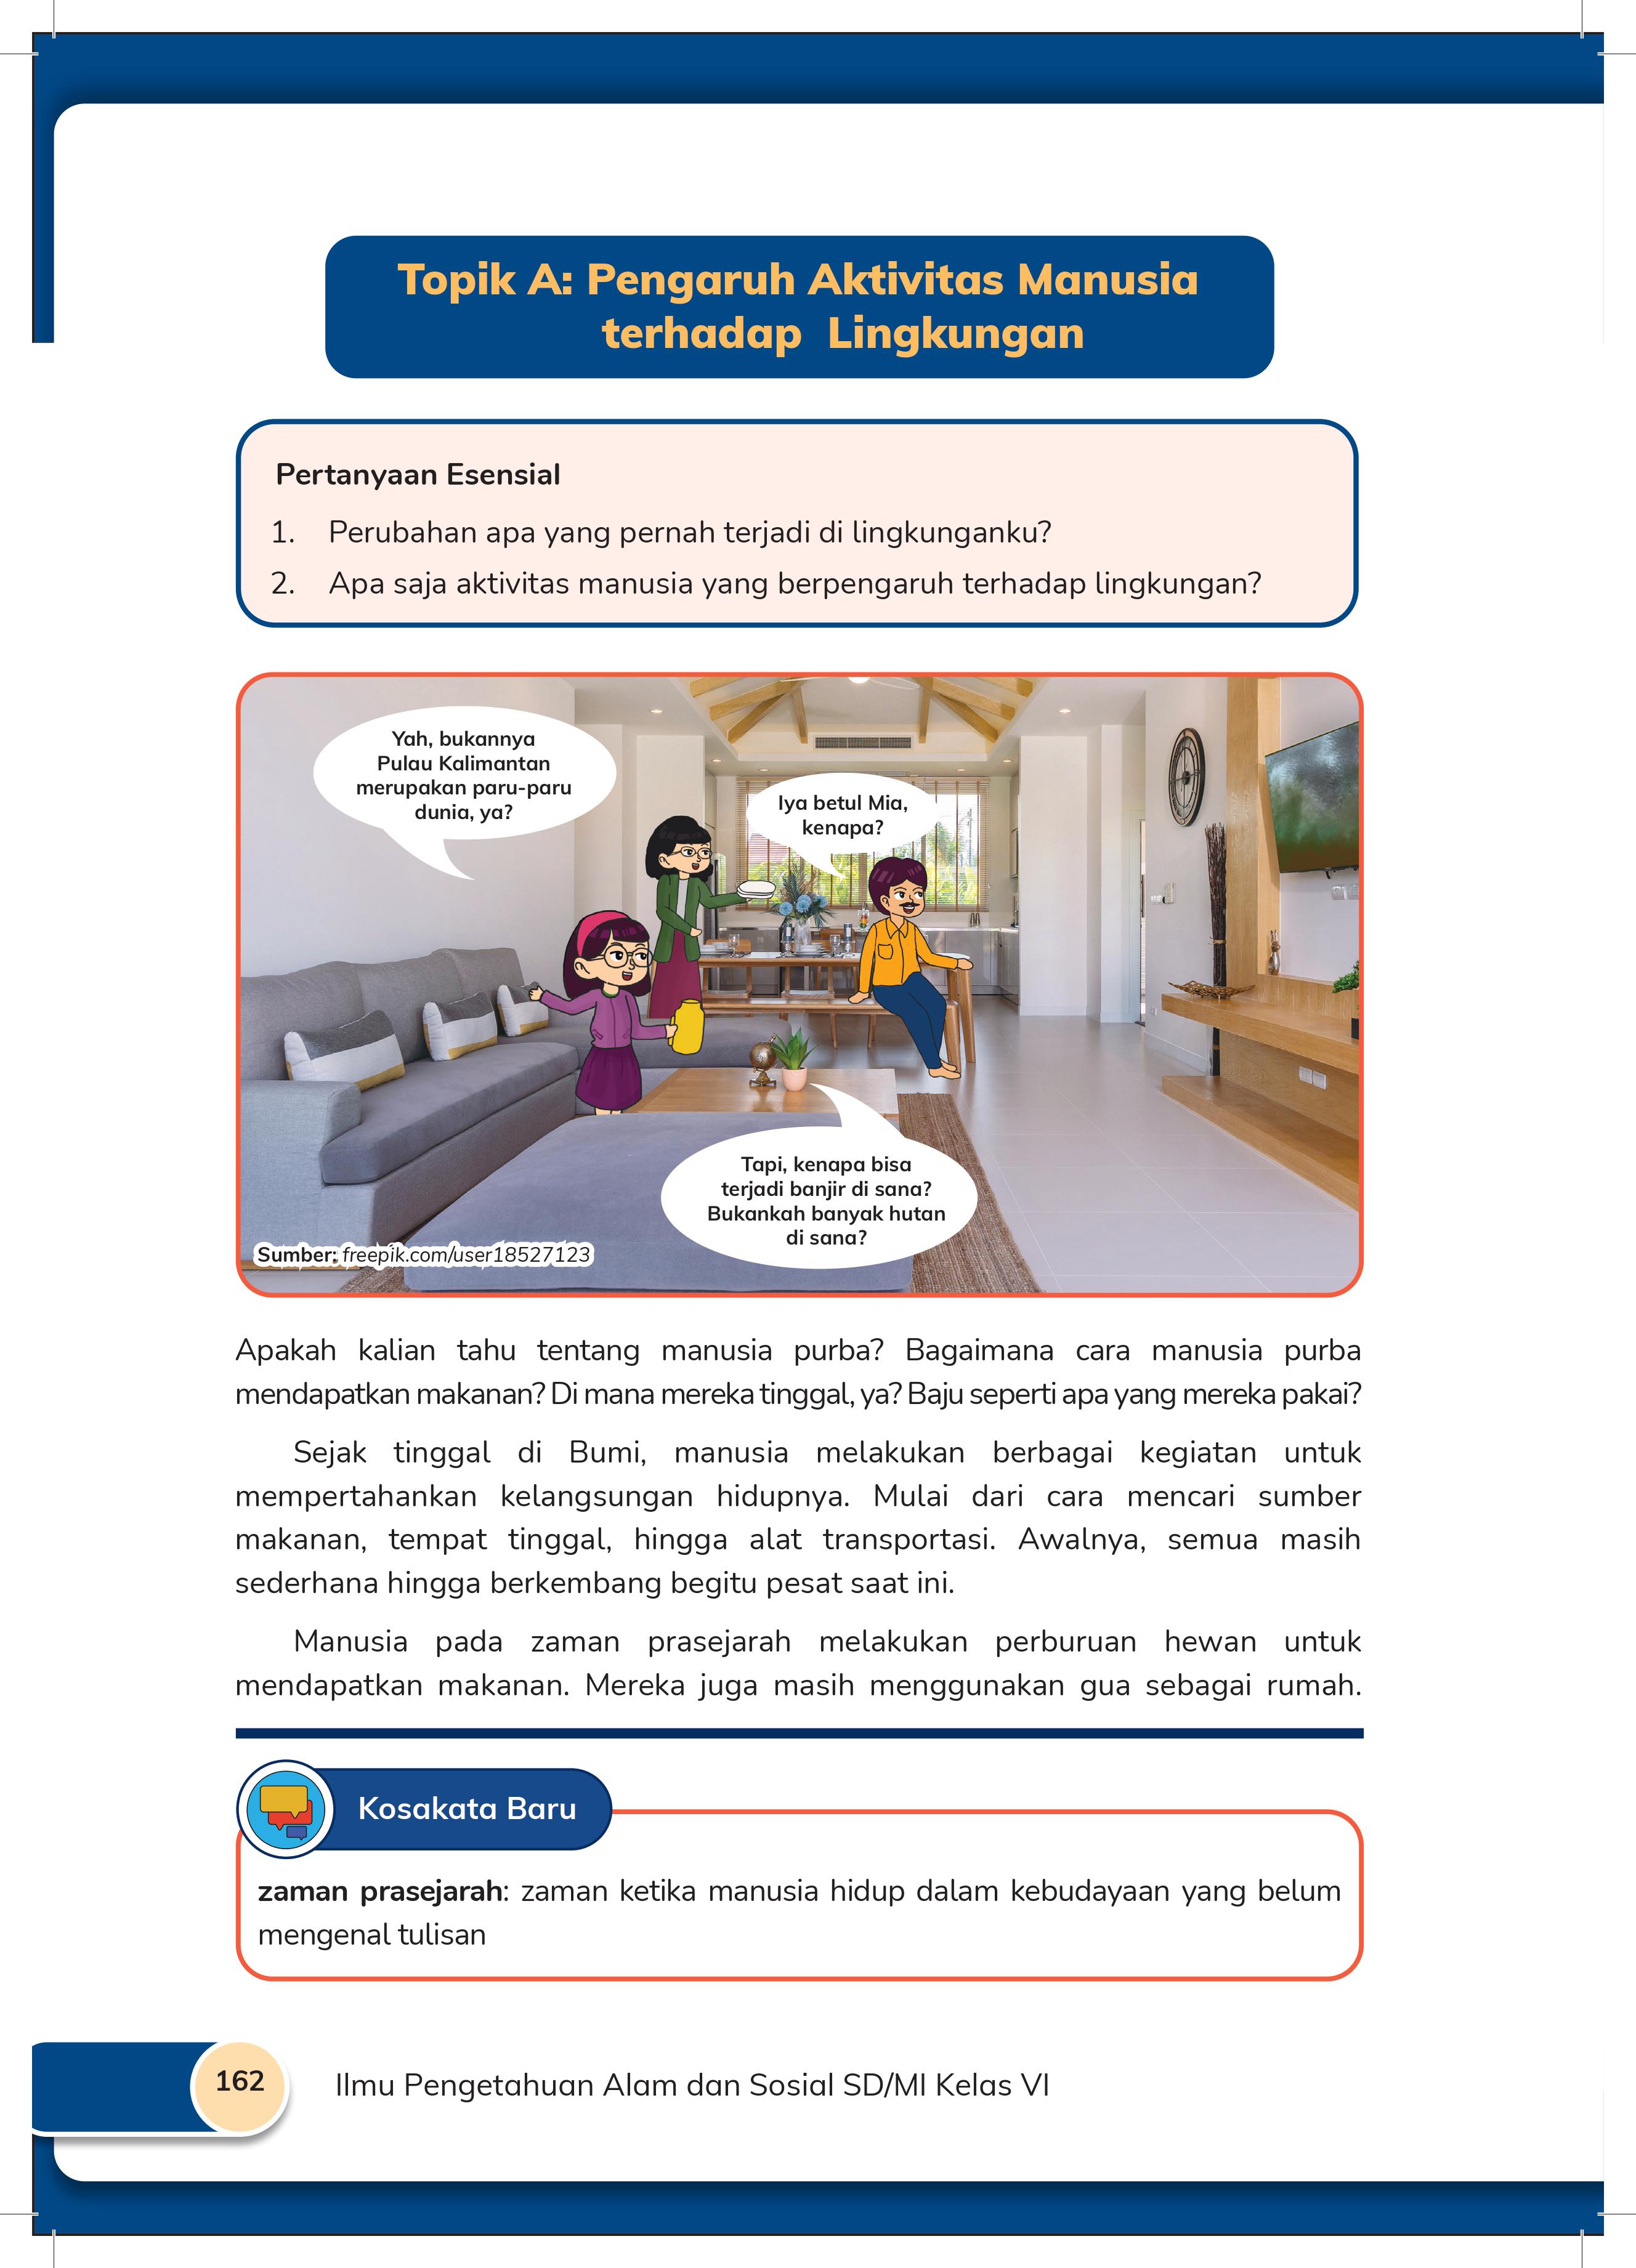 Topik A: Pengaruh Aktivitas Manusia
terhadap Lingkungan
Pertanyaan Esensial
1. Perubahan apa yang pernah terjadi di lingkunganku?
2. Apa saja aktivitas manusia yang berpengaruh terhadap lingkungan?
Yah, bukannya
Pulau Kalimantan
merupakan paru-paru
dunia, ya?
Iya betul Mia,
kenapa?
Tapi, kenapa bisa
terjadi banjir di sana?
Bukankah banyak hutan
di sana?
Sumber: freepik.com/user18527123
Apakah kalian tahu tentang manusia purba? Bagaimana cara manusia purba
mendapatkan makanan? Di mana mereka tinggal, ya? Baju seperti apa yang mereka pakai?
Sejak tinggal di Bumi, manusia melakukan berbagai kegiatan untuk
mempertahankan kelangsungan hidupnya. Mulai dari cara mencari sumber
makanan, tempat tinggal, hingga alat transportasi. Awalnya, semua masih
sederhana hingga berkembang begitu pesat saat ini.
Manusia pada zaman prasejarah melakukan perburuan hewan untuk
mendapatkan makanan. Mereka juga masih menggunakan gua sebagai rumah.
Kosakata Baru
zaman prasejarah: zaman ketika manusia hidup dalam kebudayaan yang belum
mengenal tulisan
162
Ilmu Pengetahuan Alam dan Sosial SD/MI Kelas VI